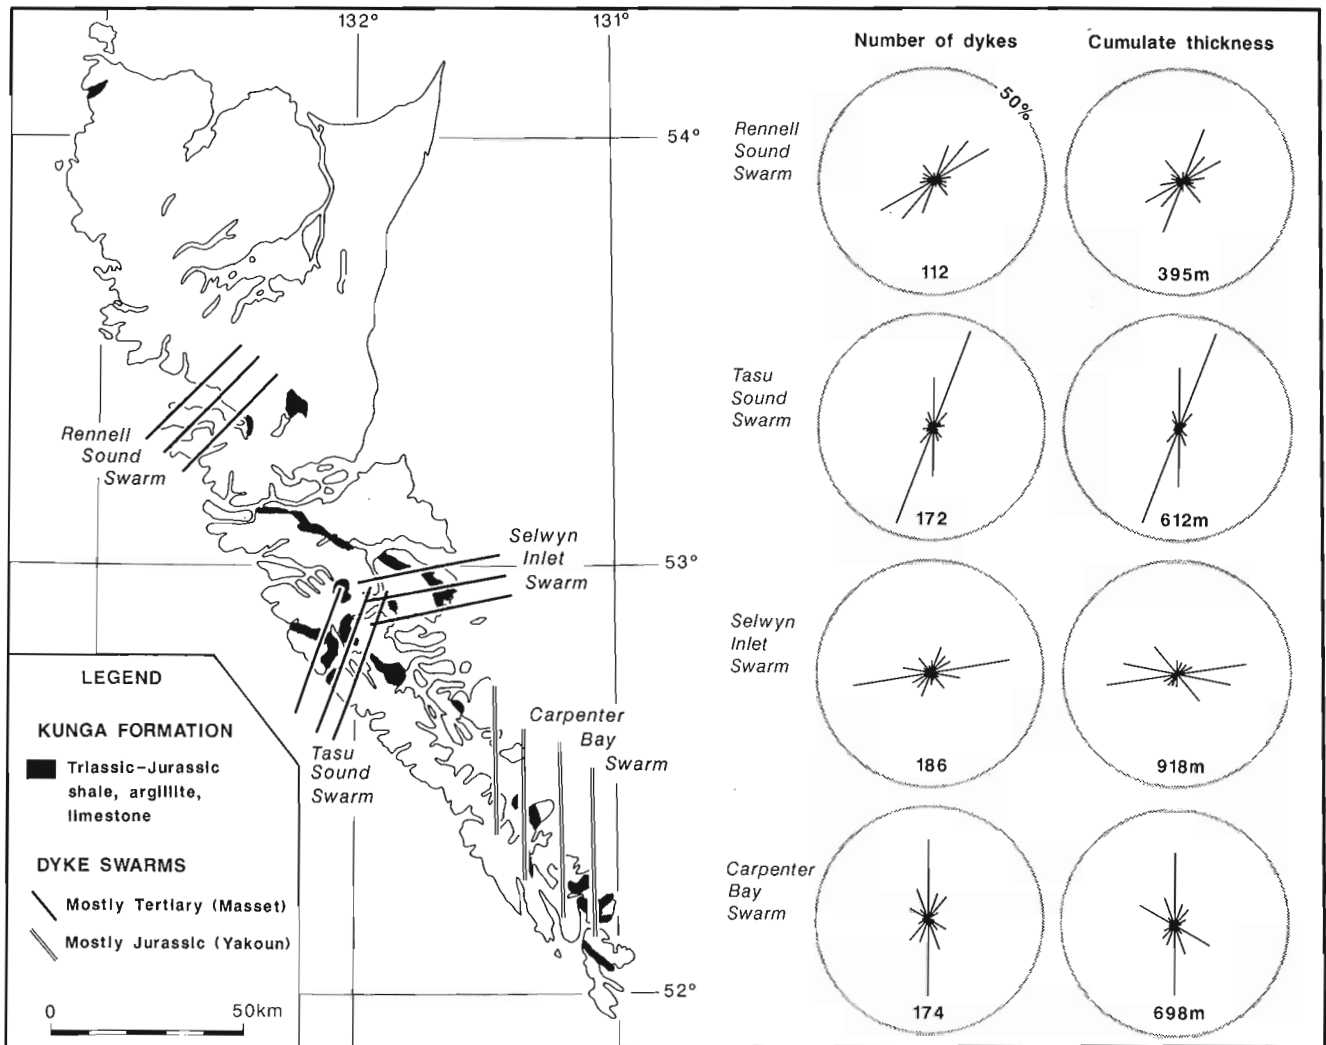 132°
131°
54°
53°
52°
Rennell
Sound
Swarm
Selwyn
Inlet
Swarm
Tasu
Sound
Swarm
Carpenter
Bay
Swarm
LEGEND
KUNGA FORMATION
Triassic-Jurassic
shale, argillite,
limestone
DYKE SWARMS
Mostly Tertiary (Masset)
Mostly Jurassic (Yakoun)
0 50km
Number of dykes Cumulate thickness
50%
Rennell
Sound
Swarm
112 395m
Tasu
Sound
Swarm
172 612m
Selwyn
Inlet
Swarm
186 918m
Carpenter
Bay
Swarm
174 698m